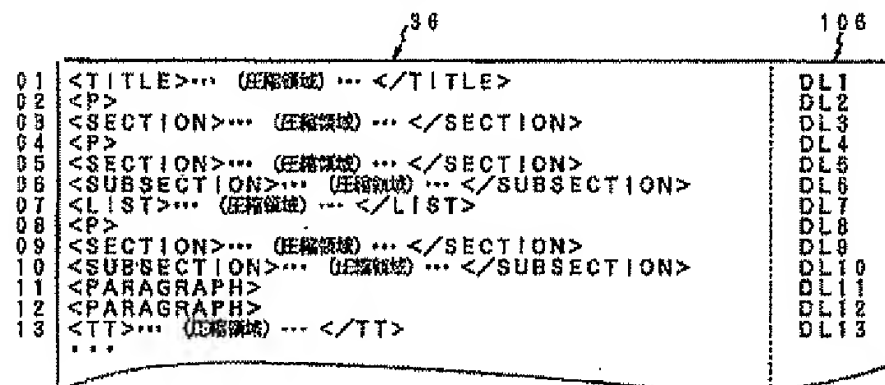 36 106
01 <TITLE>··· (圧縮領域) ··· </TITLE> DL1
02 <P> DL2
03 <SECTION>··· (圧縮領域) ··· </SECTION> DL3
04 <P> DL4
05 <SECTION>··· (圧縮領域) ··· </SECTION> DL5
06 <SUBSECTION>··· (圧縮領域) ··· </SUBSECTION> DL6
07 <LIST>··· (圧縮領域) ··· </LIST> DL7
08 <P> DL8
09 <SECTION>··· (圧縮領域) ··· </SECTION> DL9
10 <SUBSECTION>··· (圧縮領域) ··· </SUBSECTION> DL10
11 <PARAGRAPH> DL11
12 <PARAGRAPH> DL12
13 <TT>··· (圧縮領域) ··· </TT> DL13
···